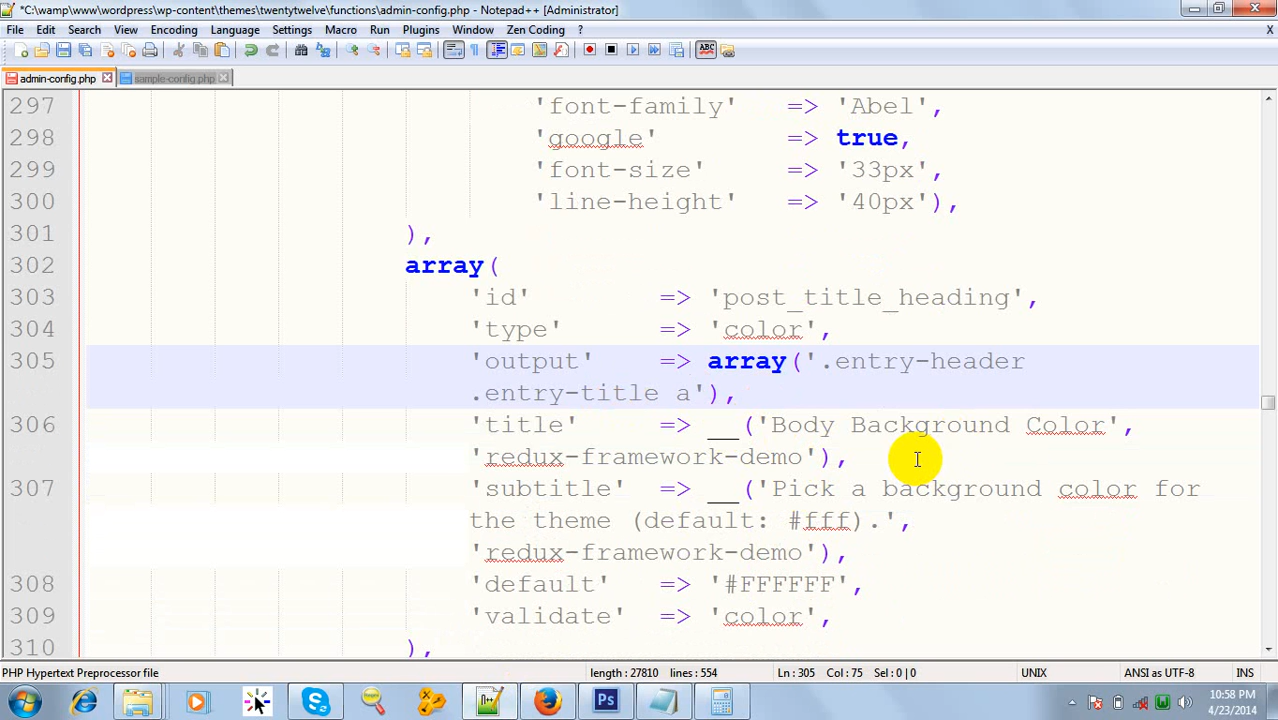 *C:\wamp\www\wordpress\wp-content\themes\twentytwelve\functions\admin-config.php - Notepad++ [Administrator]
File Edit Search View Encoding Language Settings Macro Run Plugins Window Zen Coding ? X
admin-config.php sample-config.php
297 'font-family' => 'Abel',
298 'google' => true,
299 'font-size' => '33px',
300 'line-height' => '40px'),
301 ),
302 array(
303 'id' => 'post_title_heading',
304 'type' => 'color',
305 'output' => array('.entry-header
.entry-title a'),
306 'title' => __('Body Background Color',
'redux-framework-demo'),
307 'subtitle' => __('Pick a background color for
the theme (default: #fff).',
'redux-framework-demo'),
308 'default' => '#FFFFFF',
309 'validate' => 'color',
310 ),
PHP Hypertext Preprocessor file length : 27810 lines : 554 Ln : 305 Col : 75 Sel : 0 | 0 UNIX ANSI as UTF-8 INS
10:58 PM
4/23/2014